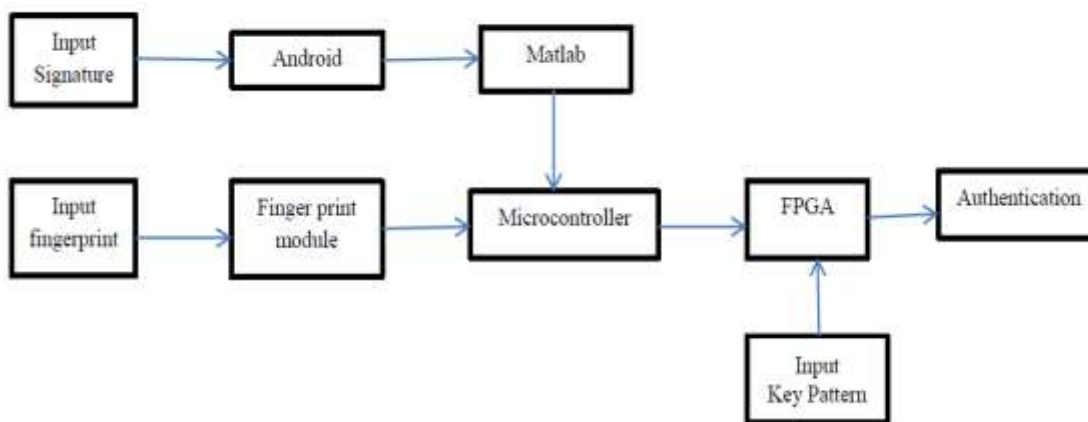 Input
Signature
Android
Matlab
Input
fingerprint
Finger print
module
Microcontroller
FPGA
Authentication
Input
Key Pattern